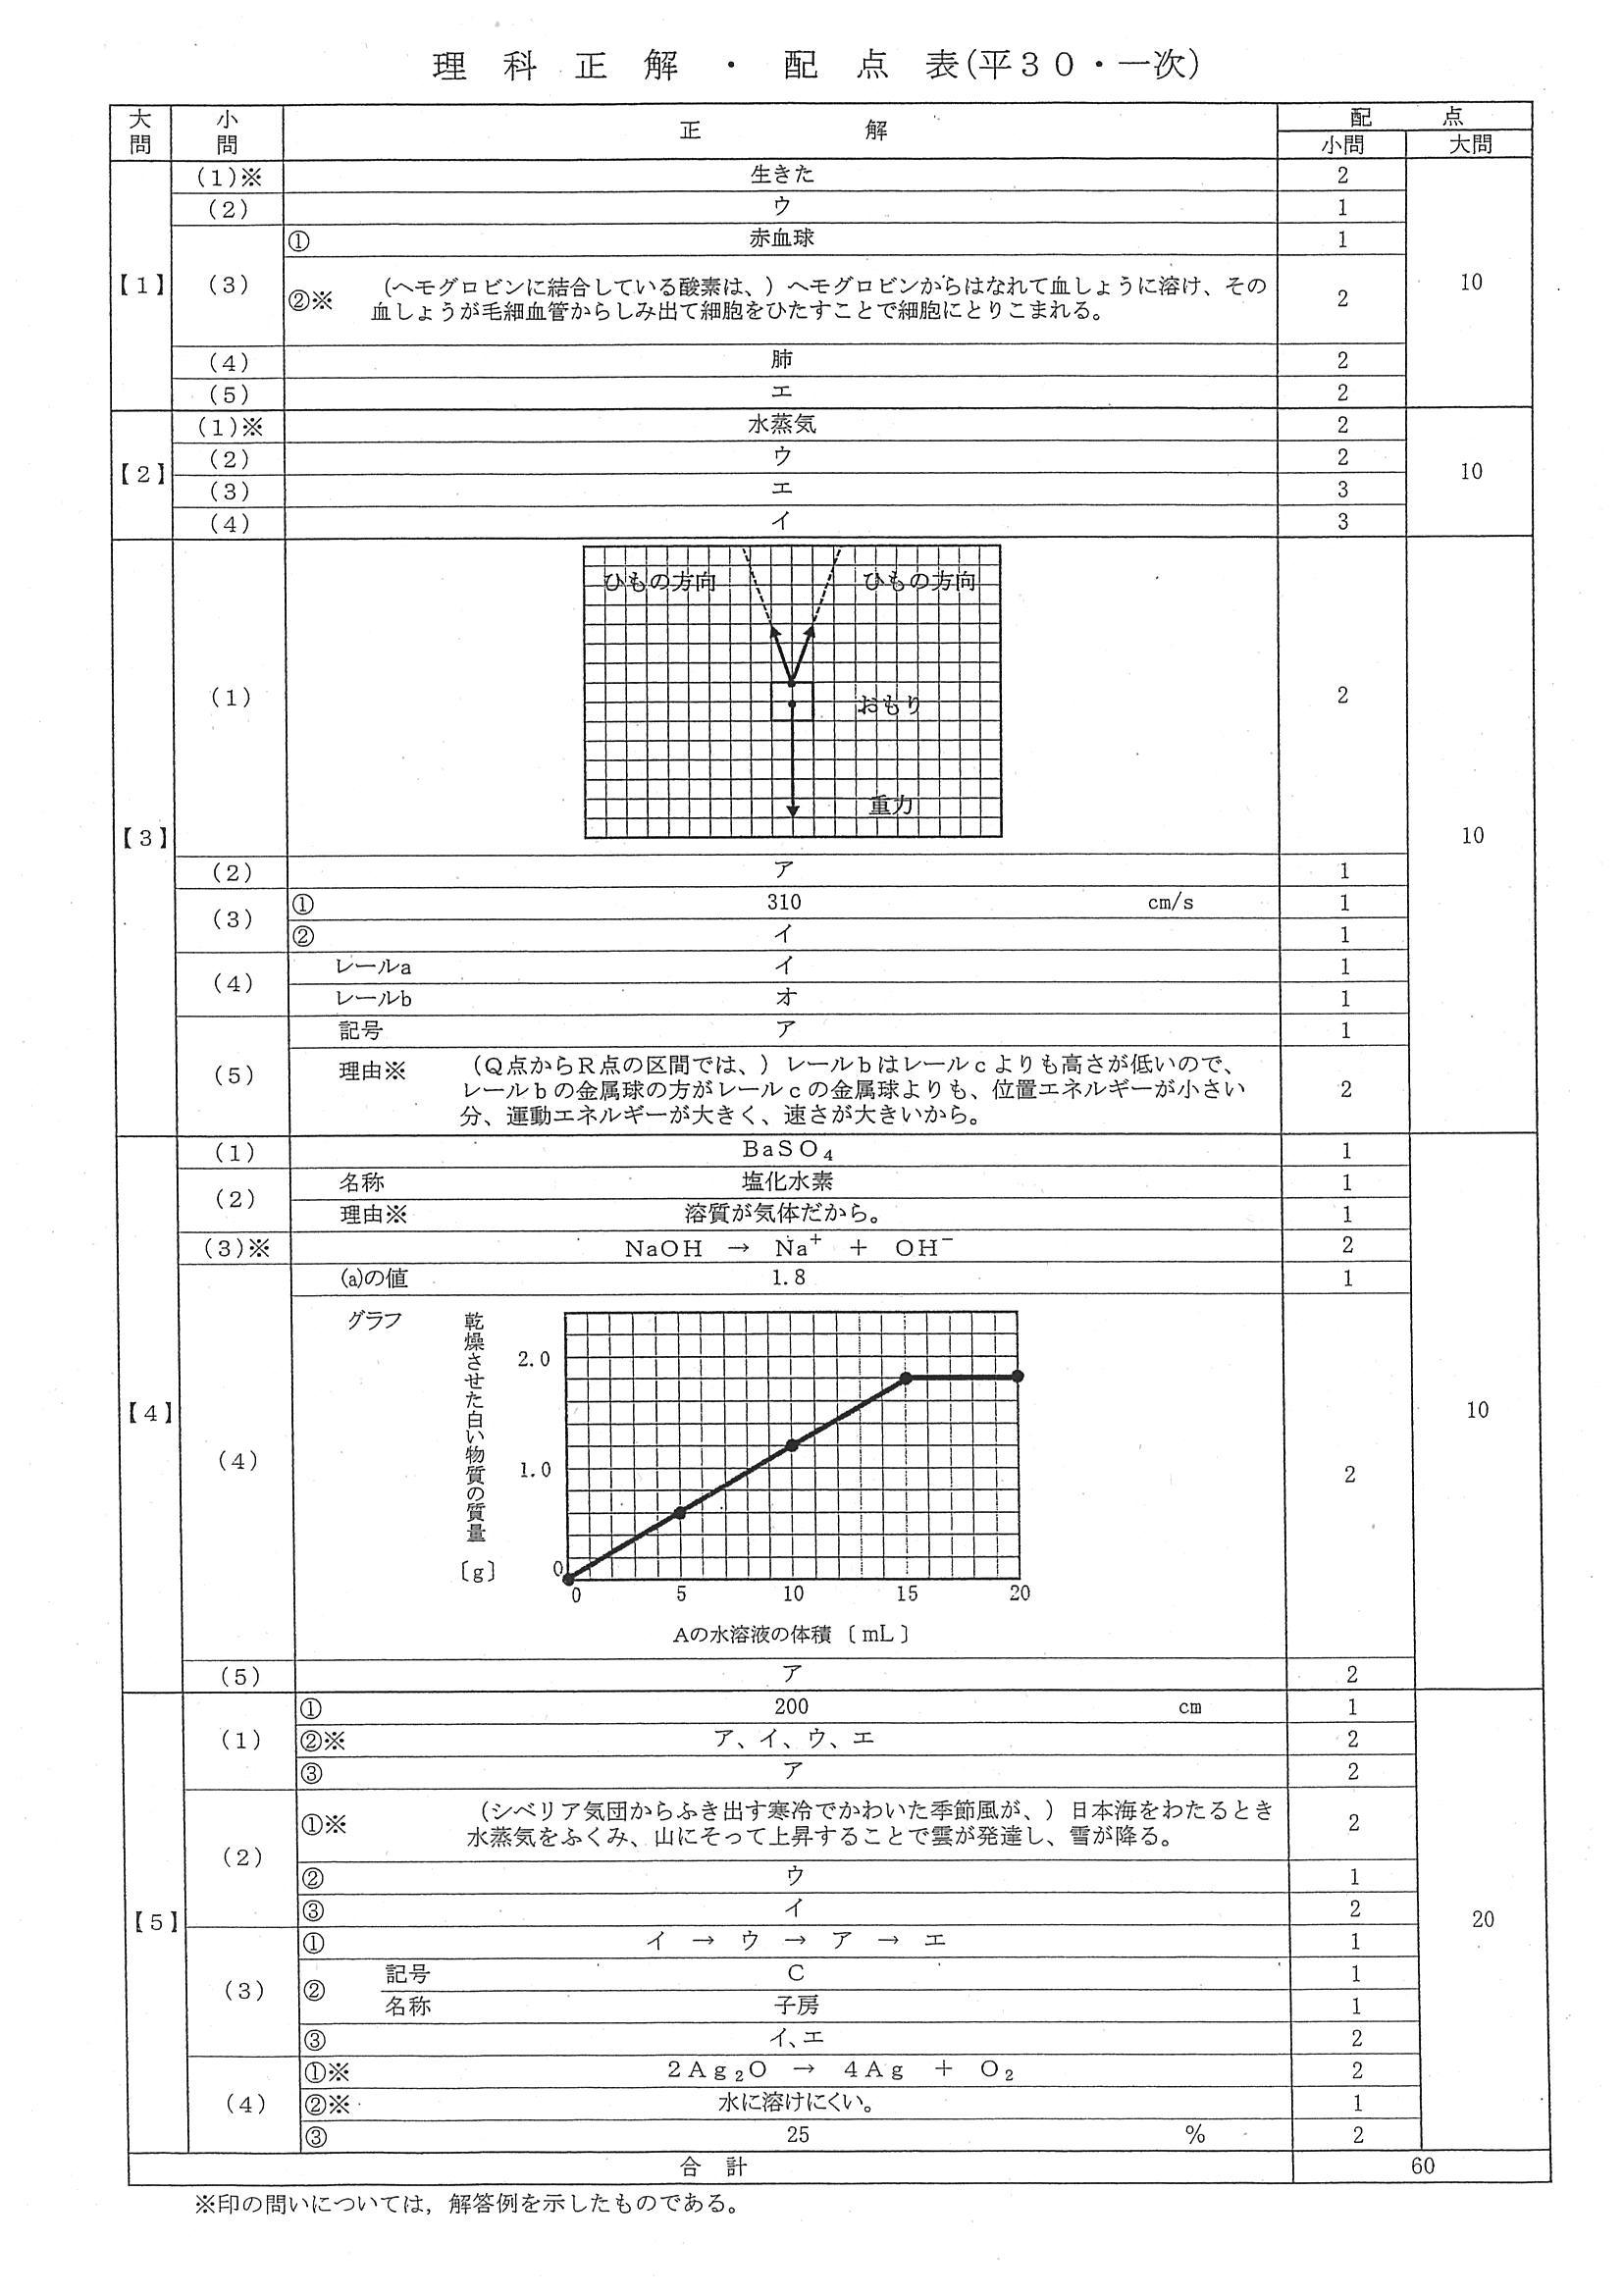 理科正解・配点表(平30・一次)
大問 小問 正解 配点
小問 大問
【1】 (1)※ 生きた 2 10
(2) ウ 1
(3) ① 赤血球 1
②※ (ヘモグロビンに結合している酸素は、)ヘモグロビンからはなれて血しょうに溶け、その
血しょうが毛細血管からしみ出て細胞をひたすことで細胞にとりこまれる。 2
(4) 肺 2
(5) エ 2
【2】 (1)※ 水蒸気 2 10
(2) ウ 2
(3) エ 3
(4) イ 3
【3】 (1) 2 10
ひもの方向 ひもの方向
おもり
重力
(2) ア 1
(3) ① 310 cm/s 1
② イ 1
(4) レールa イ 1
レールb オ 1
(5) 記号 ア 1
理由※ (Q点からR点の区間では、)レールbはレールcよりも高さが低いので、
レールbの金属球の方がレールcの金属球よりも、位置エネルギーが小さい
分、運動エネルギーが大きく、速さが大きいから。 2
【4】 (1) BaSO₄ 1 10
(2) 名称 塩化水素 1
理由※ 溶質が気体だから。 1
(3)※ NaOH → Na⁺ + OH⁻ 2
(4) (a)の値 1.8 1
グラフ 2
乾燥させた白い物質の質量
〔g〕
2.0
1.0
0
0 5 10 15 20
Aの水溶液の体積〔mL〕
(5) ア 2
【5】 (1) ① 200 cm 1 20
②※ ア、イ、ウ、エ 2
③ ア 2
(2) ①※ (シベリア気団からふき出す寒冷でかわいた季節風が、)日本海をわたるとき
水蒸気をふくみ、山にそって上昇することで雲が発達し、雪が降る。 2
② ウ 1
③ イ 2
(3) ① イ → ウ → ア → エ 1
② 記号 C 1
名称 子房 1
③ イ、エ 2
(4) ①※ 2Ag₂O → 4Ag + O₂ 2
②※ 水に溶けにくい。 1
③ 25 % 2
合計 60
※印の問いについては，解答例を示したものである。